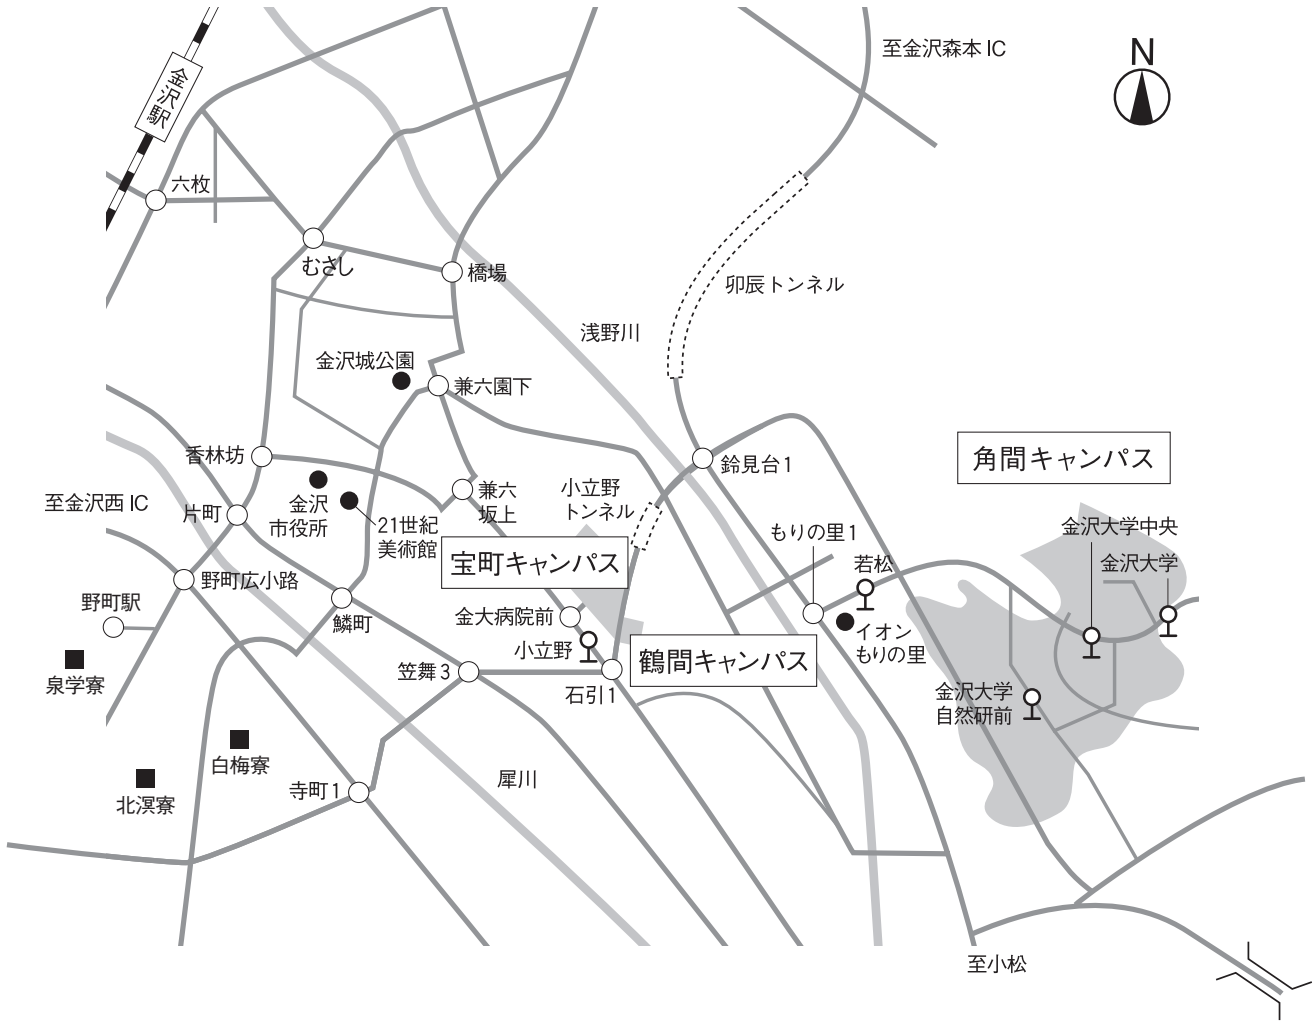 N
至金沢森本IC
金沢駅
六枚
むさし
橋場
卯辰トンネル
浅野川
金沢城公園
兼六園下
香林坊
鈴見台1
角間キャンパス
至金沢西IC
片町
金沢
市役所
21世紀
美術館
兼六
坂上
小立野
トンネル
宝町キャンパス
もりの里1
若松
金沢大学中央
金沢大学
野町広小路
野町駅
鱗町
金大病院前
小立野
イオン
もりの里
鶴間キャンパス
泉学寮
笠舞3
石引1
金沢大学
自然研前
白梅寮
北溟寮
寺町1
犀川
至小松